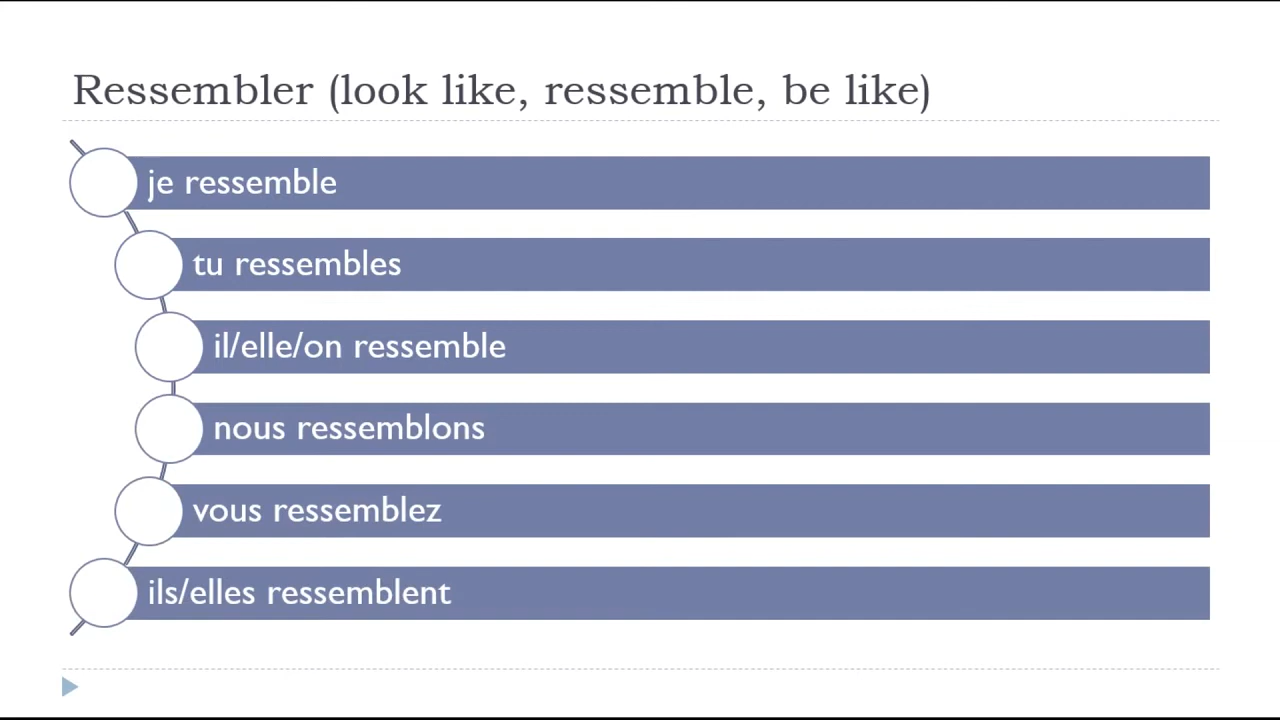 Ressembler (look like, ressemble, be like)
je ressemble
tu ressembles
il/elle/on ressemble
nous ressemblons
vous ressemblez
ils/elles ressemblent